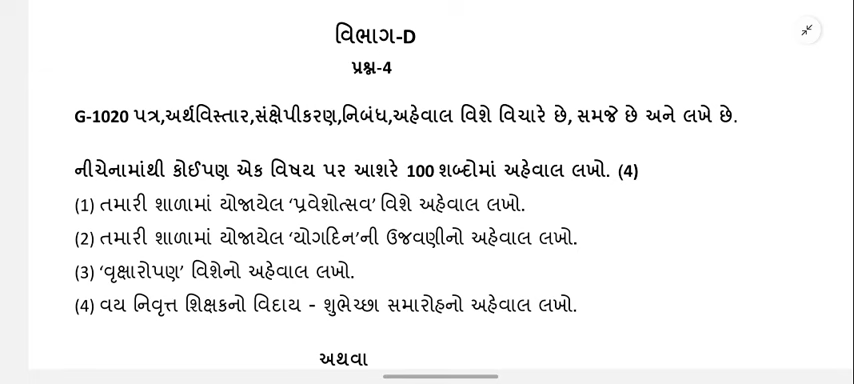 વિભાગ-D
પ્રશ્ન-4
G-1020 પત્ર,અર્થવિસ્તાર,સંક્ષેપીકરણ,નિબંધ,અહેવાલ વિશે વિચારે છે, સમજે છે અને લખે છે.
નીચેનામાંથી કોઈપણ એક વિષય પર આશરે 100 શબ્દોમાં અહેવાલ લખો. (4)
(1) તમારી શાળામાં યોજાયેલ ‘પ્રવેશોત્સવ’ વિશે અહેવાલ લખો.
(2) તમારી શાળામાં યોજાયેલ ‘યોગદિન’ની ઉજવણીનો અહેવાલ લખો.
(3) ‘વૃક્ષારોપણ’ વિશેનો અહેવાલ લખો.
(4) વય નિવૃત્ત શિક્ષકનો વિદાય - શુભેચ્છા સમારોહનો અહેવાલ લખો.
અથવા